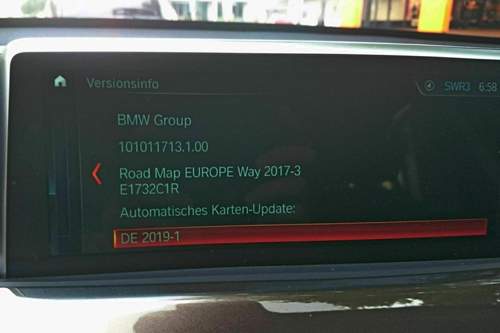 Versionsinfo
SWR3 6:58
BMW Group
101011713.1.00
Road Map EUROPE Way 2017-3
E1732C1R
Automatisches Karten-Update:
DE 2019-1